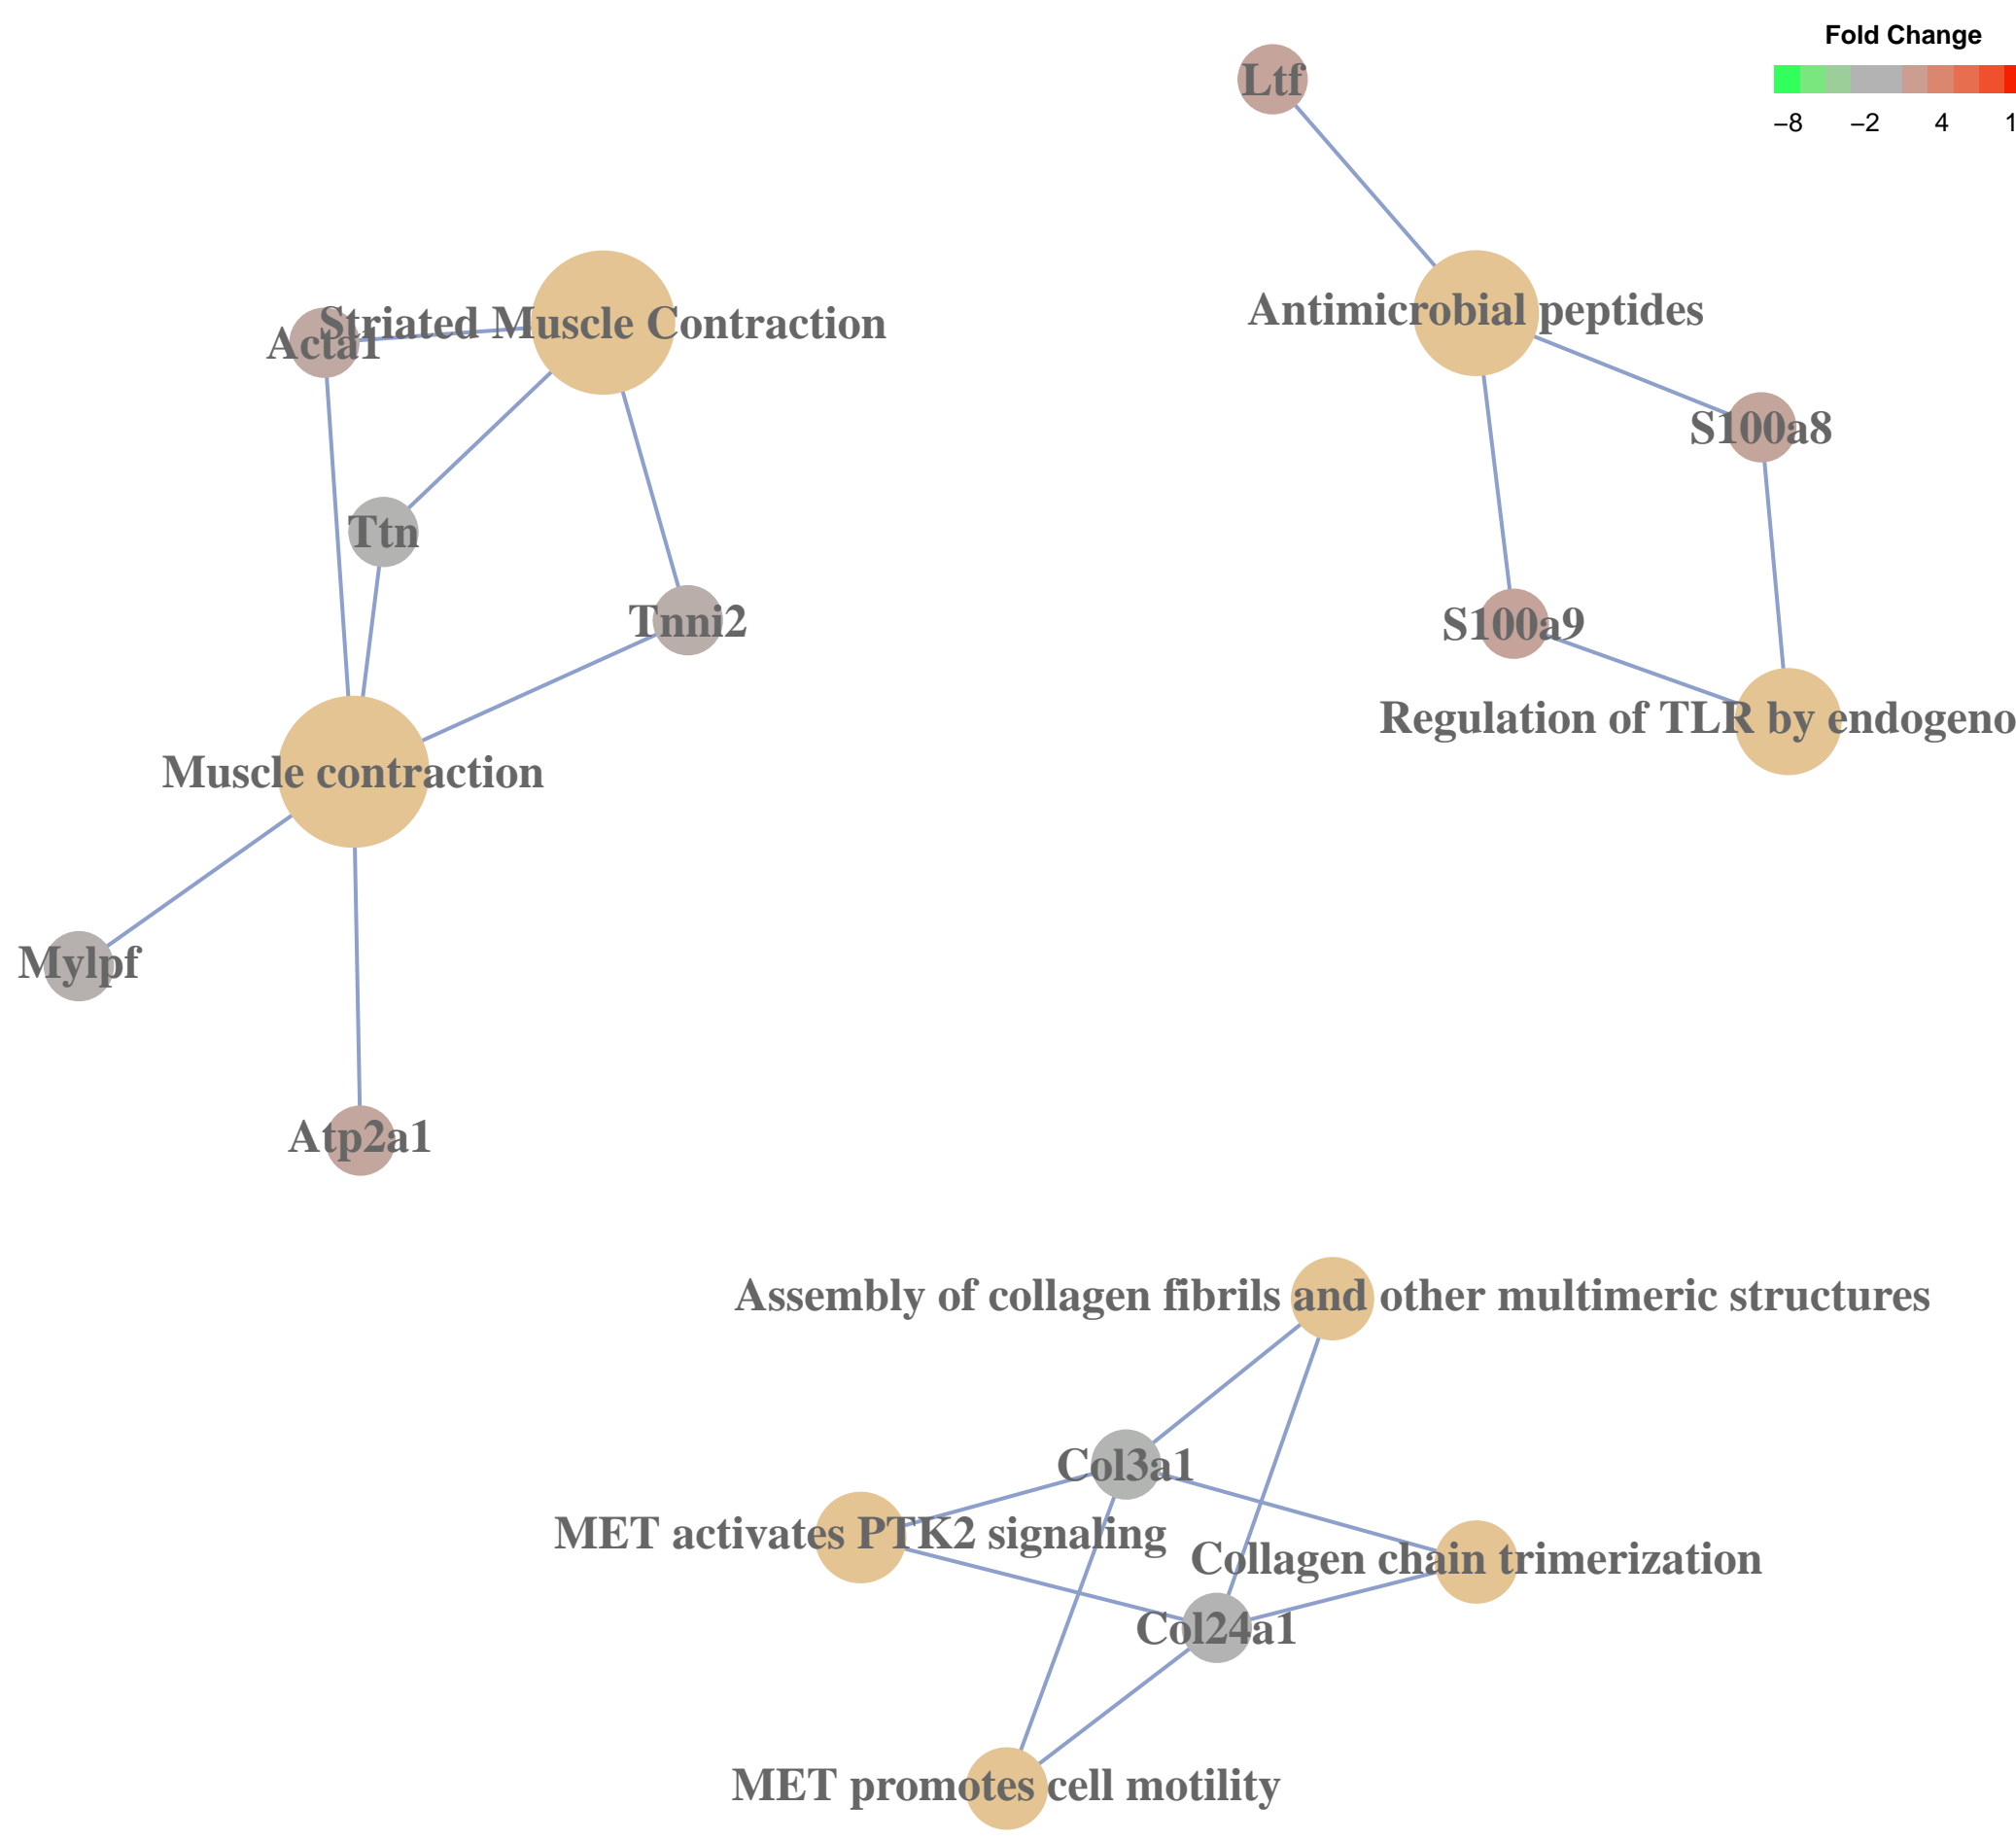 Fold Change
−8 −2 4 1
Ltf
Antimicrobial peptides
Striated Muscle Contraction
Acta1
S100a8
Ttn
Tnni2
S100a9
Regulation of TLR by endogeno
Muscle contraction
Mylpf
Atp2a1
Assembly of collagen fibrils and other multimeric structures
Col3a1
MET activates PTK2 signaling
Collagen chain trimerization
Col24a1
MET promotes cell motility